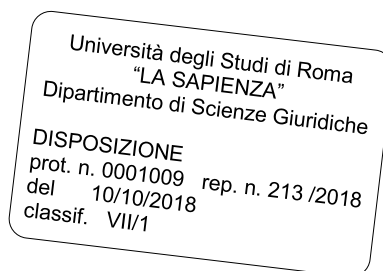 Università degli Studi di Roma
“LA SAPIENZA”
Dipartimento di Scienze Giuridiche
DISPOSIZIONE
prot. n. 0001009 rep. n. 213 /2018
del 10/10/2018
classif. VII/1